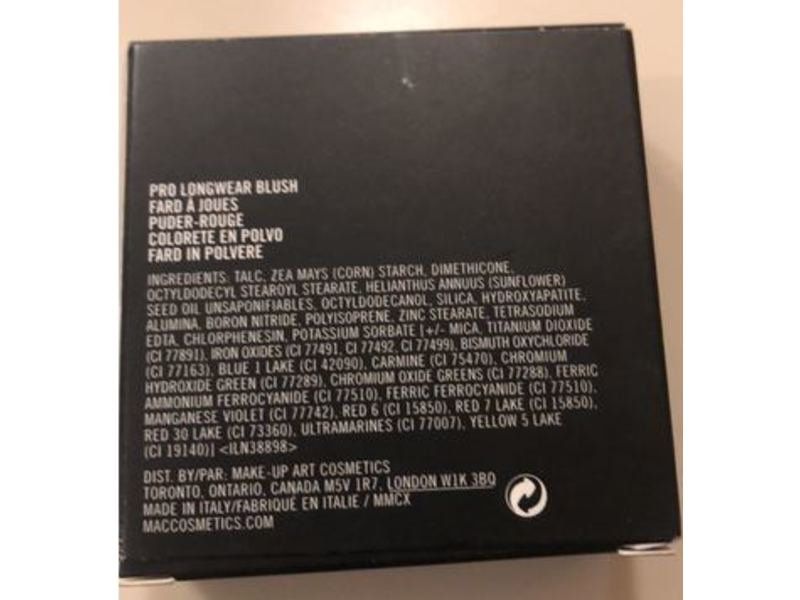 PRO LONGWEAR BLUSH
FARD À JOUES
PUDER-ROUGE
COLORETE EN POLVO
FARD IN POLVERE
INGREDIENTS: TALC, ZEA MAYS (CORN) STARCH, DIMETHICONE,
OCTYLDODECYL STEAROYL STEARATE, HELIANTHUS ANNUUS (SUNFLOWER)
SEED OIL UNSAPONIFIABLES, OCTYLDODECANOL, SILICA, HYDROXYAPATITE,
ALUMINA, BORON NITRIDE, POLYISOPRENE, ZINC STEARATE, TETRASODIUM
EDTA, CHLORPHENESIN, POTASSIUM SORBATE [+/- MICA, TITANIUM DIOXIDE
(CI 77891), IRON OXIDES (CI 77491, CI 77492, CI 77499), BISMUTH OXYCHLORIDE
(CI 77163), BLUE 1 LAKE (CI 42090), CARMINE (CI 75470), CHROMIUM
HYDROXIDE GREEN (CI 77289), CHROMIUM OXIDE GREENS (CI 77288), FERRIC
AMMONIUM FERROCYANIDE (CI 77510), FERRIC FERROCYANIDE (CI 77510),
MANGANESE VIOLET (CI 77742), RED 6 (CI 15850), RED 7 LAKE (CI 15850),
RED 30 LAKE (CI 73360), ULTRAMARINES (CI 77007), YELLOW 5 LAKE
(CI 19140)] <ILN38898>
DIST. BY/PAR: MAKE-UP ART COSMETICS
TORONTO, ONTARIO, CANADA M5V 1R7, LONDON W1K 3BQ
MADE IN ITALY/FABRIQUÉ EN ITALIE / MMCX
MACCOSMETICS.COM